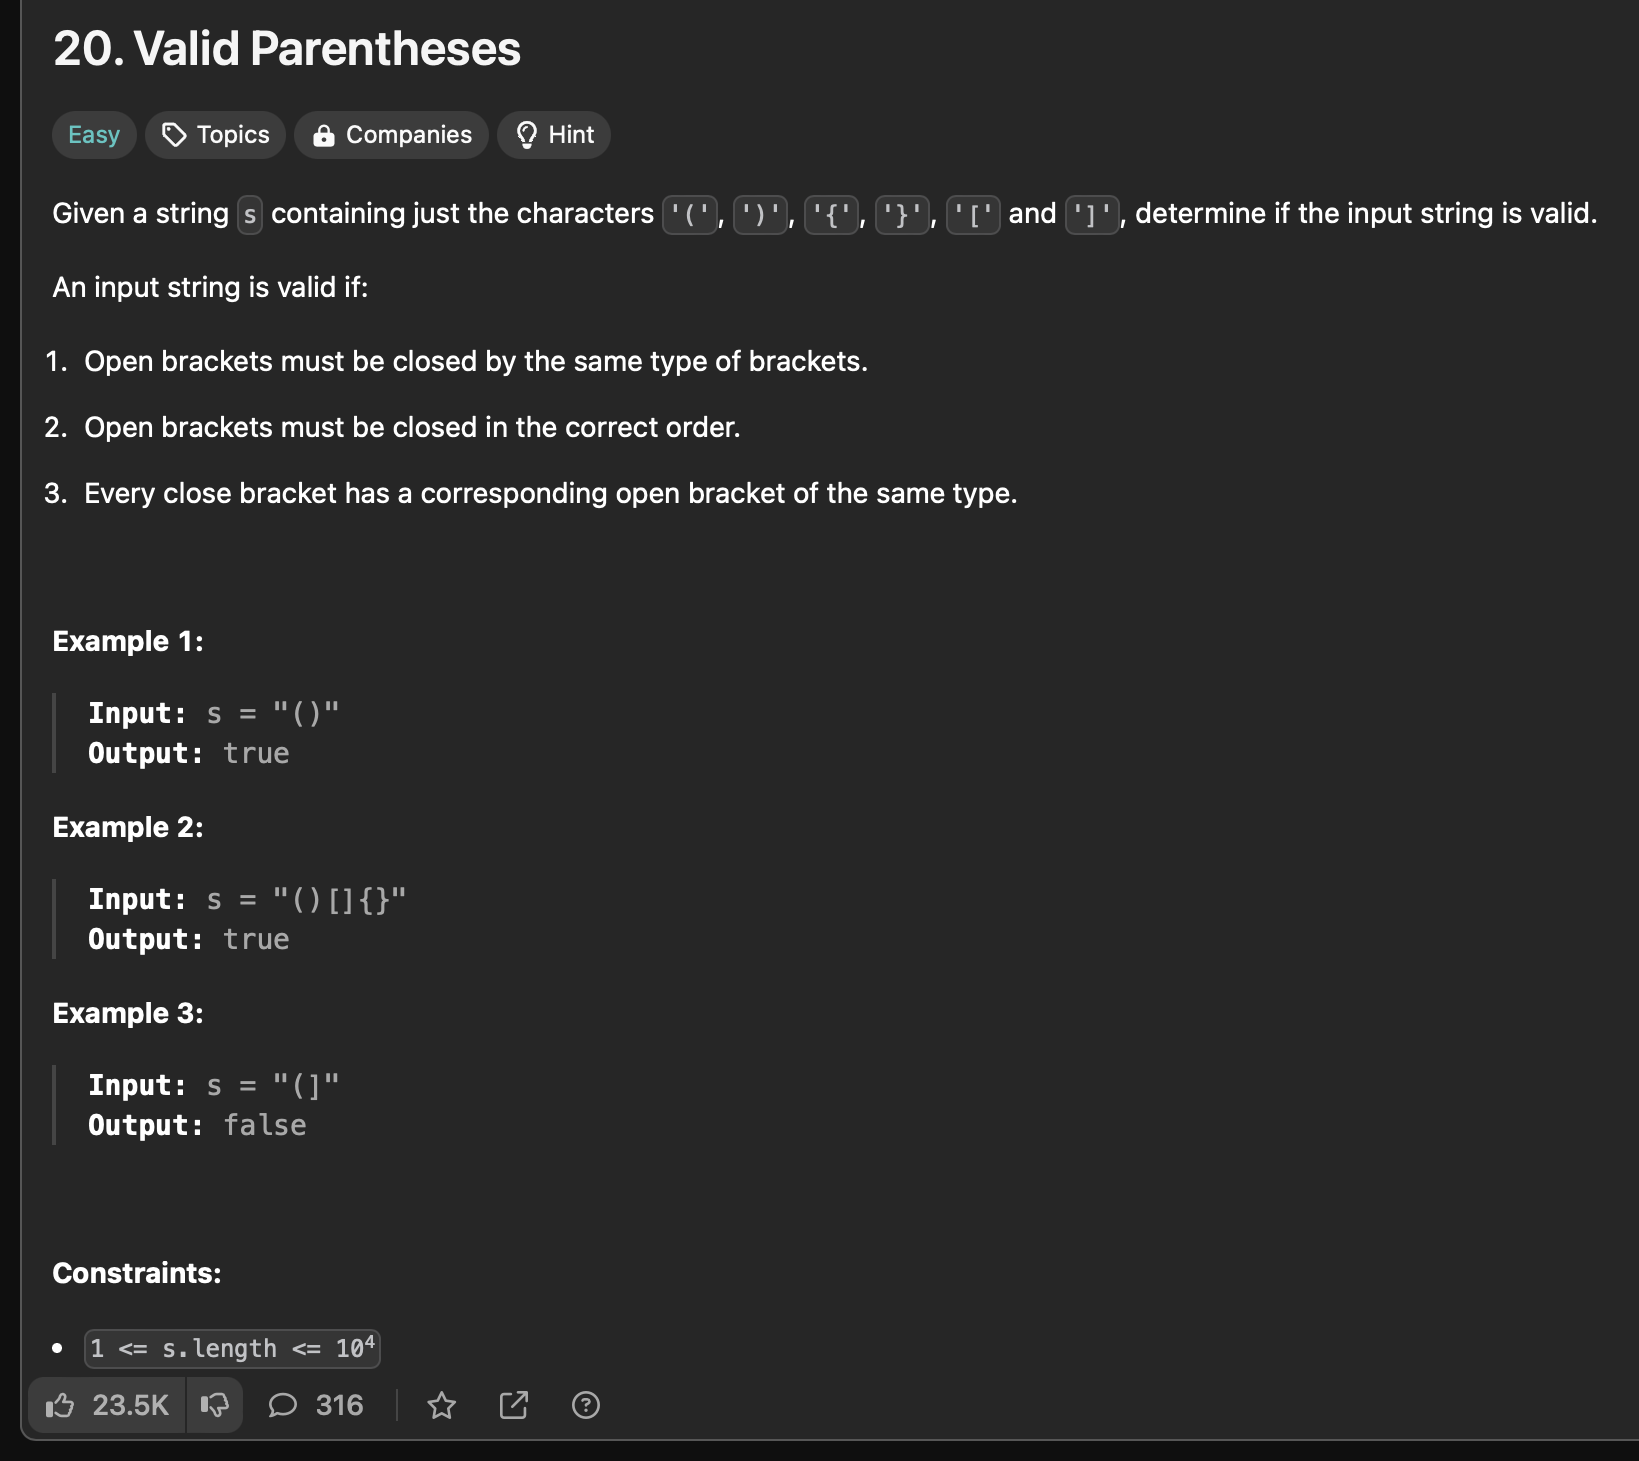 20. Valid Parentheses
Easy Topics Companies Hint
Given a string s containing just the characters '(', ')', '{', '}', '[' and ']', determine if the input string is valid.
An input string is valid if:
1. Open brackets must be closed by the same type of brackets.
2. Open brackets must be closed in the correct order.
3. Every close bracket has a corresponding open bracket of the same type.
Example 1:
Input: s = "()"
Output: true
Example 2:
Input: s = "()[]{}"
Output: true
Example 3:
Input: s = "(]"
Output: false
Constraints:
• 1 <= s.length <= 10⁴
23.5K 316